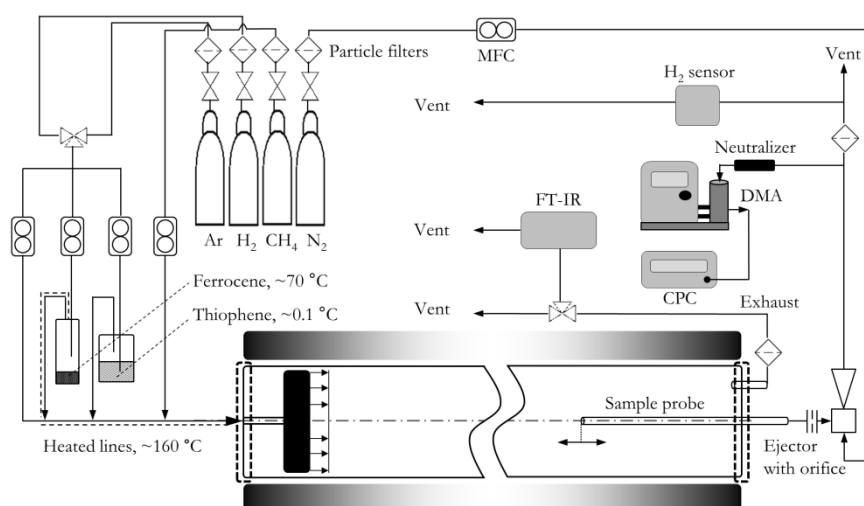 Particle filters
MFC
Vent
H₂ sensor
Vent
Neutralizer
DMA
FT-IR
Ar H₂ CH₄ N₂
Vent
CPC
Ferrocene, ~70 °C
Thiophene, ~0.1 °C
Vent
Exhaust
Sample probe
Heated lines, ~160 °C
Ejector
with orifice